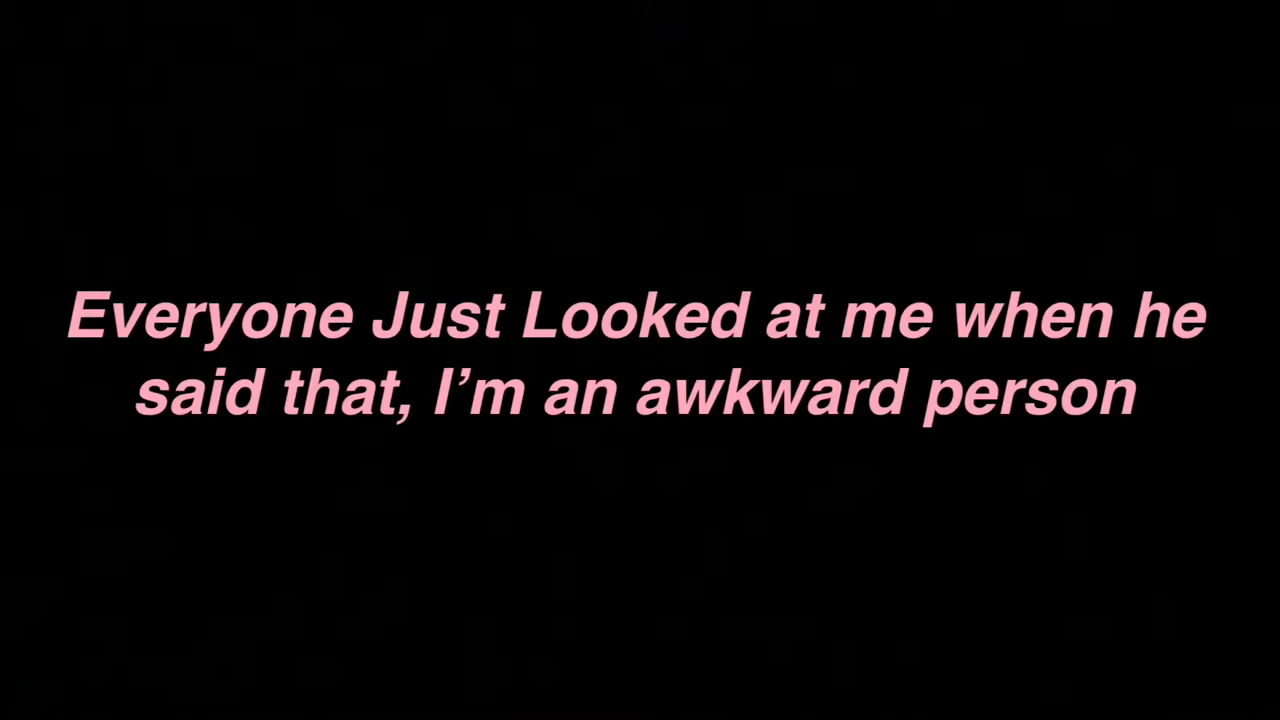 Everyone Just Looked at me when he
said that, I’m an awkward person